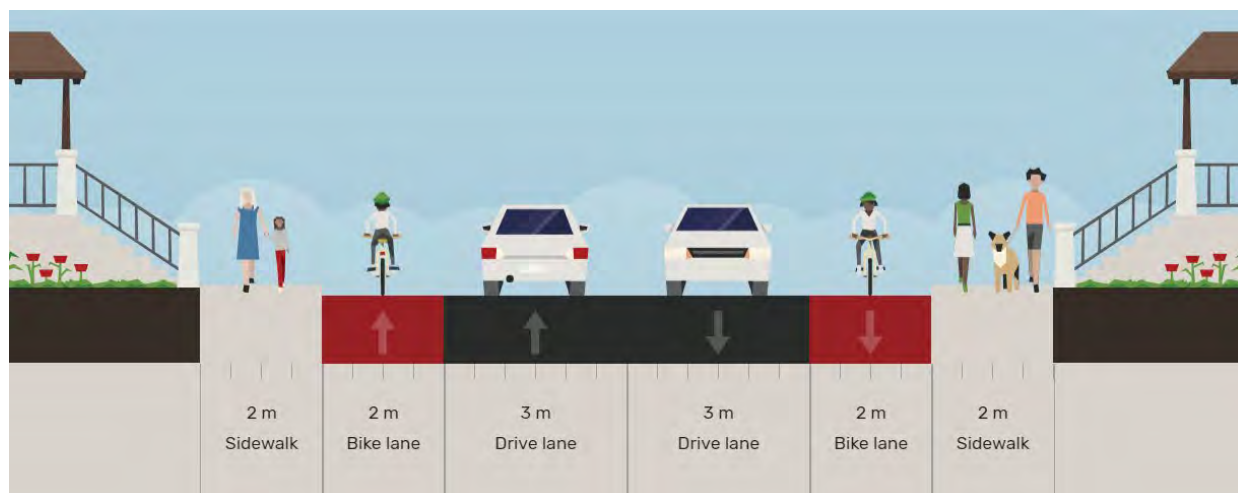 2 m
Sidewalk
2 m
Bike lane
3 m
Drive lane
3 m
Drive lane
2 m
Bike lane
2 m
Sidewalk